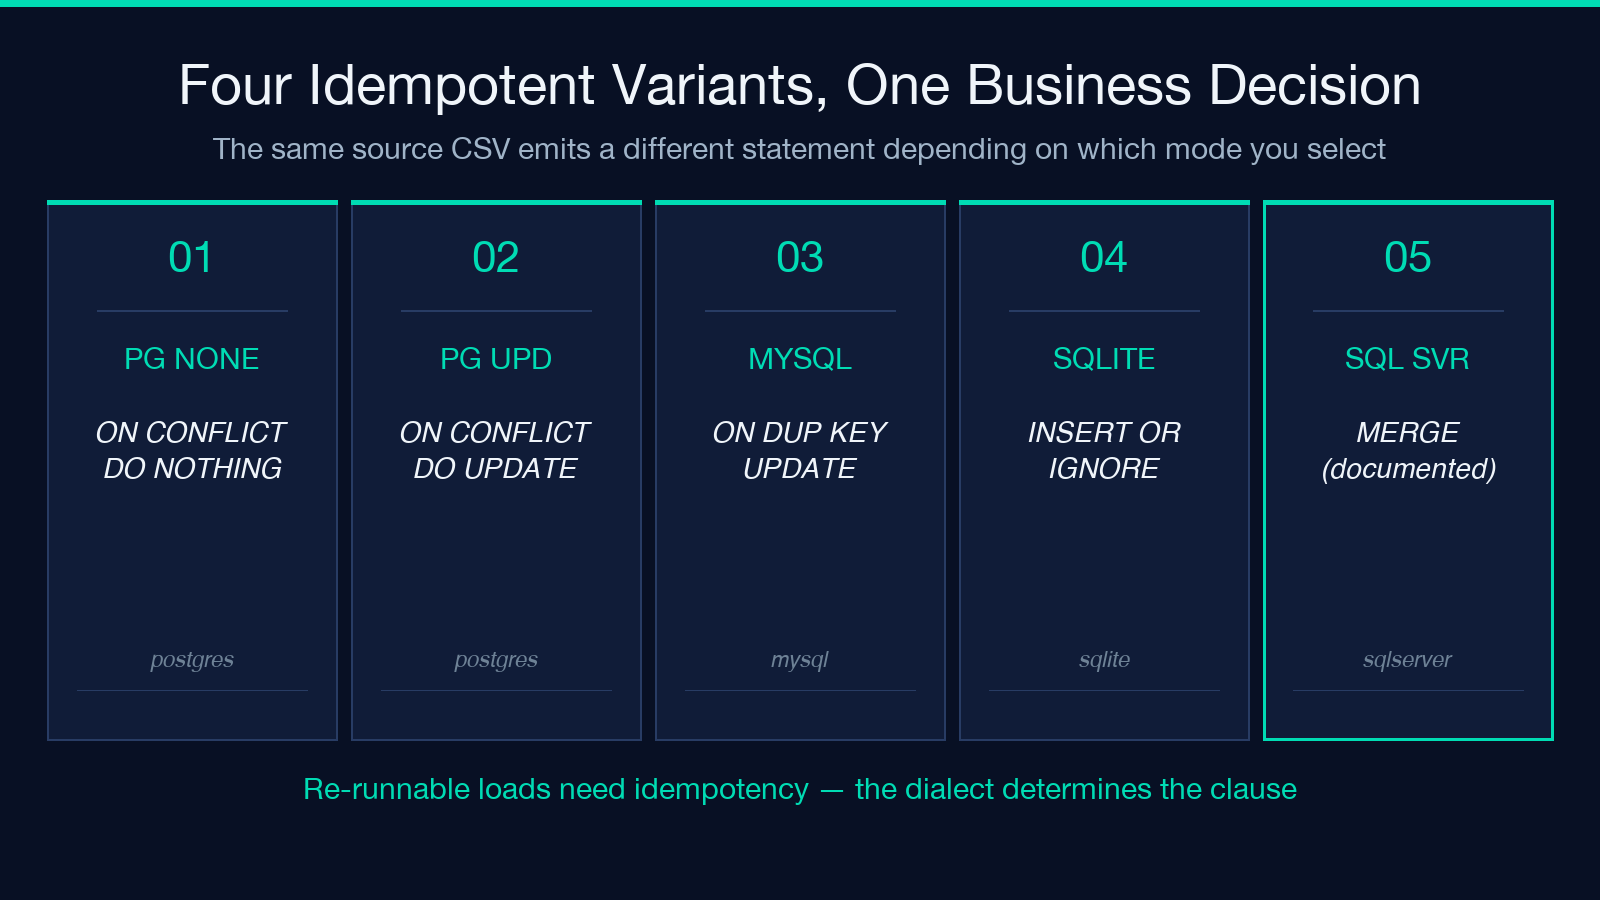 Four Idempotent Variants, One Business Decision
The same source CSV emits a different statement depending on which mode you select
01
PG NONE
ON CONFLICT
DO NOTHING
postgres
02
PG UPD
ON CONFLICT
DO UPDATE
postgres
03
MYSQL
ON DUP KEY
UPDATE
mysql
04
SQLITE
INSERT OR
IGNORE
sqlite
05
SQL SVR
MERGE
(documented)
sqlserver
Re-runnable loads need idempotency — the dialect determines the clause